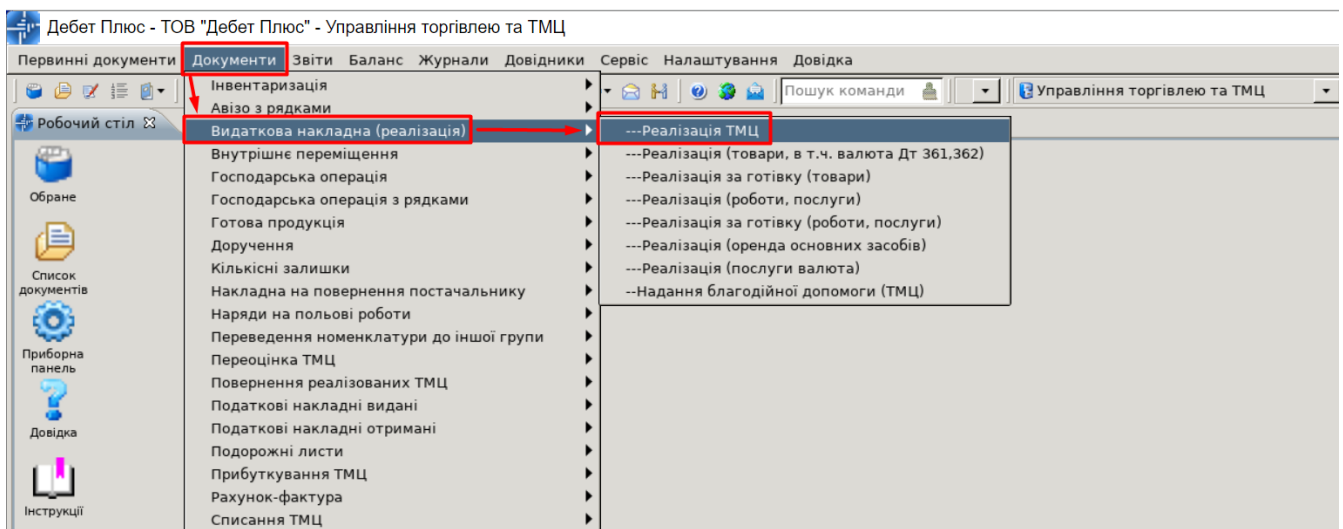 Дебет Плюс - ТОВ "Дебет Плюс" - Управління торгівлею та ТМЦ
Первинні документи Документи Звіти Баланс Журнали Довідники Сервіс Налаштування Довідка
Пошук команди Управління торгівлею та ТМЦ
Робочий стіл
Обране
Список
документів
Приборна
панель
Довідка
Інструкції
Інвентаризація
Авізо з рядками
Видаткова накладна (реалізація)
Внутрішнє переміщення
Господарська операція
Господарська операція з рядками
Готова продукція
Доручення
Кількісні залишки
Накладна на повернення постачальнику
Наряди на польові роботи
Переведення номенклатури до іншої групи
Переоцінка ТМЦ
Повернення реалізованих ТМЦ
Податкові накладні видані
Податкові накладні отримані
Подорожні листи
Прибуткування ТМЦ
Рахунок-фактура
Списання ТМЦ
---Реалізація ТМЦ
---Реалізація (товари, в т.ч. валюта Дт 361,362)
---Реалізація за готівку (товари)
---Реалізація (роботи, послуги)
---Реалізація за готівку (роботи, послуги)
---Реалізація (оренда основних засобів)
---Реалізація (послуги валюта)
--Надання благодійної допомоги (ТМЦ)